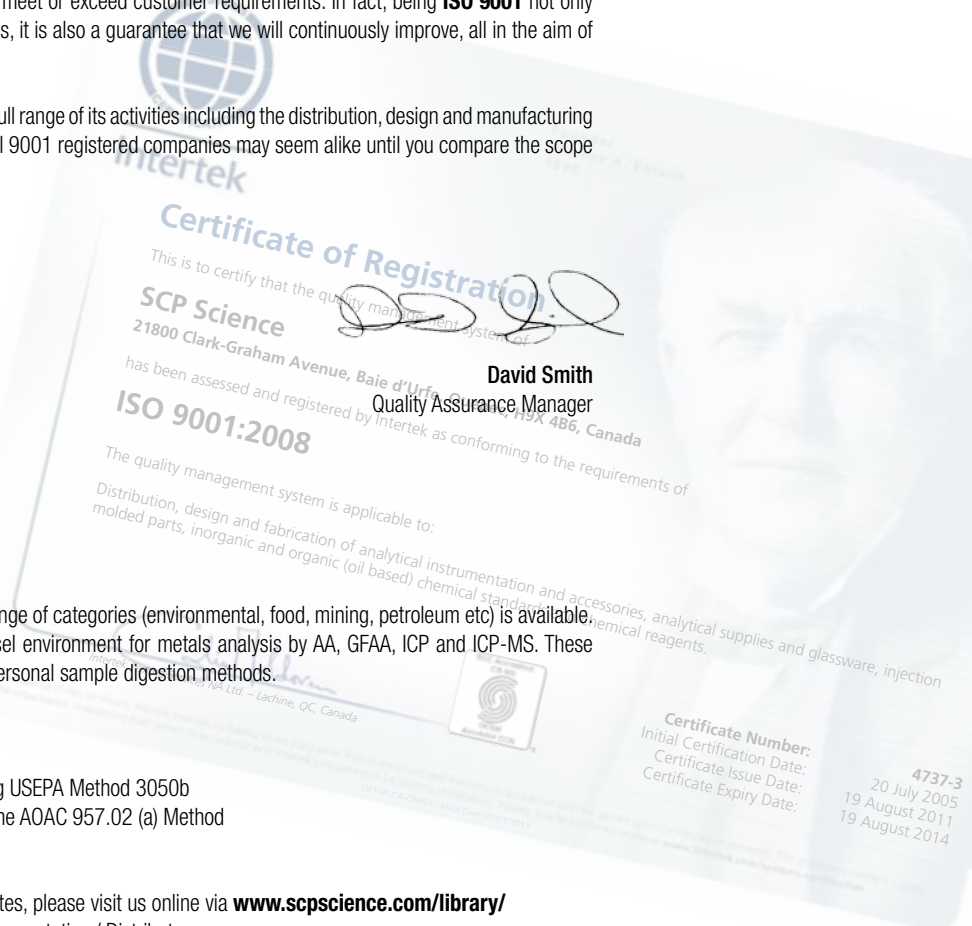 meet or exceed customer requirements. In fact, being ISO 9001 not only
s, it is also a guarantee that we will continuously improve, all in the aim of
ull range of its activities including the distribution, design and manufacturing
l 9001 registered companies may seem alike until you compare the scope
Intertek
Certificate of Registration
This is to certify that the quality management system of
SCP Science
21800 Clark-Graham Avenue, Baie d'Urfe, Quebec, H9X 4B6, Canada
has been assessed and registered by Intertek as conforming to the requirements of
ISO 9001:2008
The quality management system is applicable to:
Distribution, design and fabrication of analytical instrumentation and accessories, analytical supplies and glassware, injection
molded parts, inorganic and organic (oil based) chemical standards chemical reagents.
David Smith
Quality Assurance Manager
nge of categories (environmental, food, mining, petroleum etc) is available.
sel environment for metals analysis by AA, GFAA, ICP and ICP-MS. These
ersonal sample digestion methods.
NA Ltd. – Lachine, QC, Canada
Certificate Number: 4737-3
Initial Certification Date: 20 July 2005
Certificate Issue Date: 19 August 2011
Certificate Expiry Date: 19 August 2014
g USEPA Method 3050b
he AOAC 957.02 (a) Method
tes, please visit us online via www.scpscience.com/library/